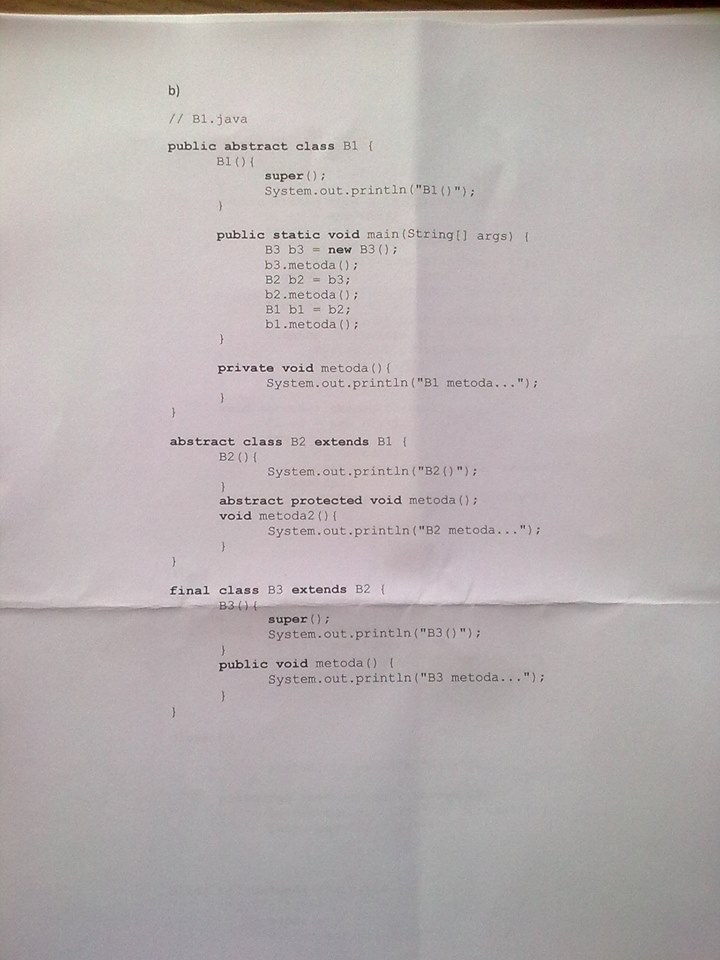 b)
// B1.java
public abstract class B1 {
B1(){
super();
System.out.println("B1()");
}
public static void main(String[] args) {
B3 b3 = new B3();
b3.metoda();
B2 b2 = b3;
b2.metoda();
B1 b1 = b2;
b1.metoda();
}
private void metoda(){
System.out.println("B1 metoda...");
}
}
abstract class B2 extends B1 {
B2(){
System.out.println("B2()");
}
abstract protected void metoda();
void metoda2(){
System.out.println("B2 metoda...");
}
}
final class B3 extends B2 {
B3(){
super();
System.out.println("B3()");
}
public void metoda() {
System.out.println("B3 metoda...");
}
}